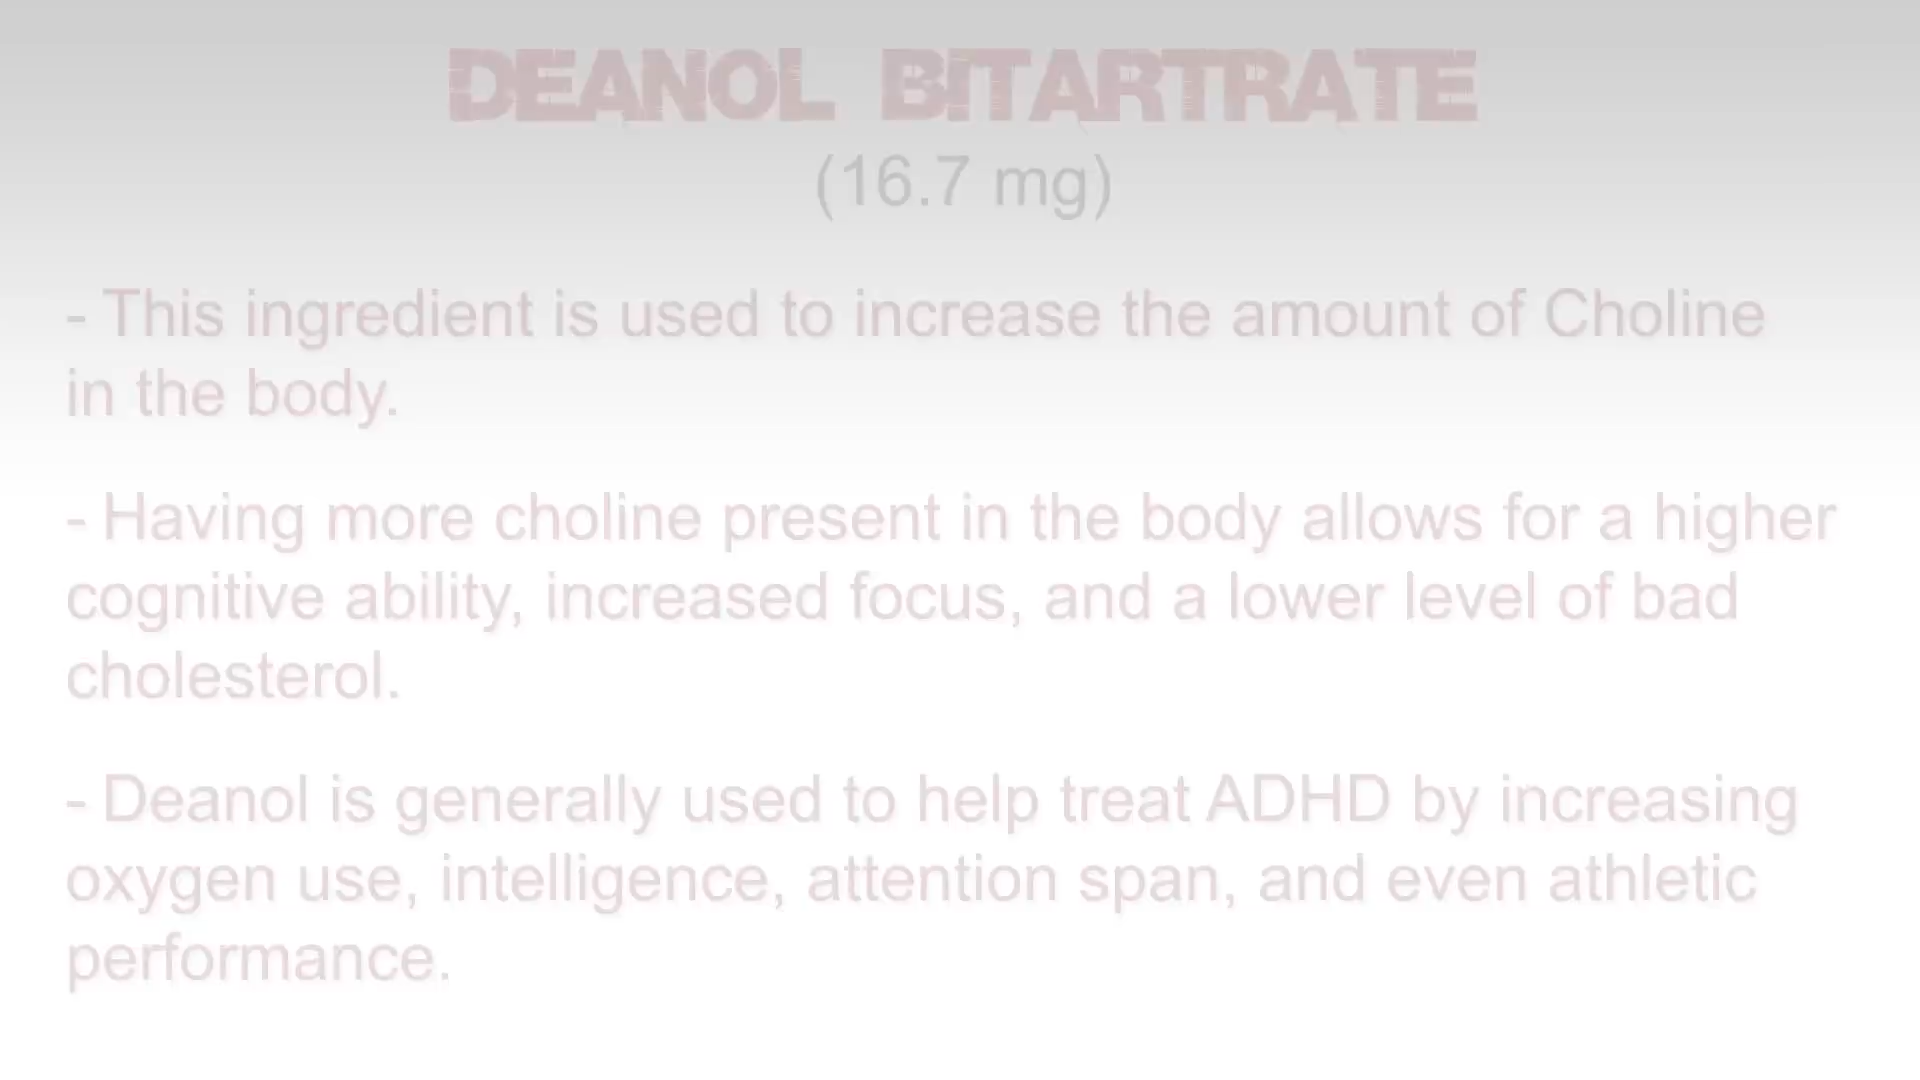 DEANOL BITARTRATE
(16.7 mg)
- This ingredient is used to increase the amount of Choline
in the body.
- Having more choline present in the body allows for a higher
cognitive ability, increased focus, and a lower level of bad
cholesterol.
- Deanol is generally used to help treat ADHD by increasing
oxygen use, intelligence, attention span, and even athletic
performance.